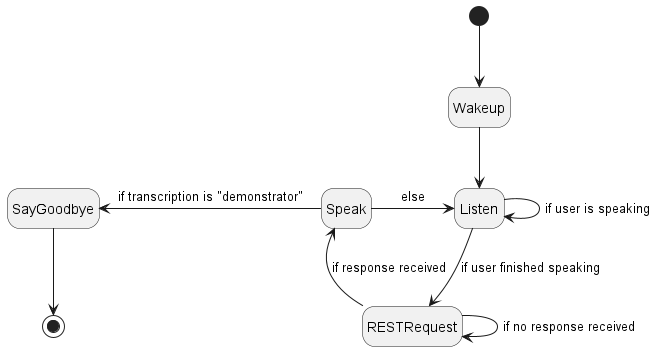 Wakeup
if transcription is "demonstrator"
else
SayGoodbye
Speak
Listen
if user is speaking
if response received
if user finished speaking
RESTRequest
if no response received